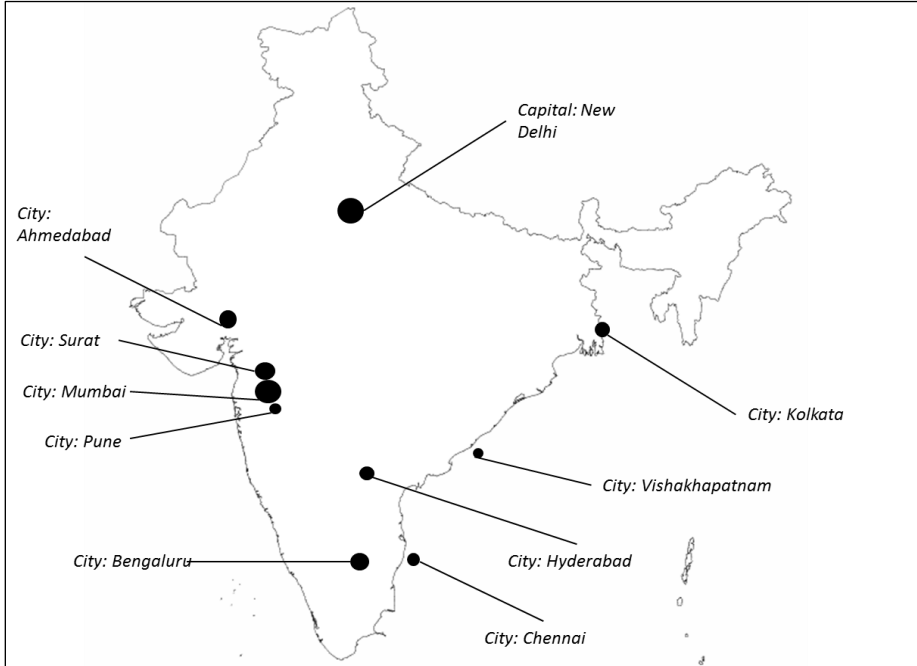 Capital: New
Delhi
City:
Ahmedabad
City: Surat
City: Mumbai
City: Kolkata
City: Pune
City: Vishakhapatnam
City: Bengaluru
City: Hyderabad
City: Chennai